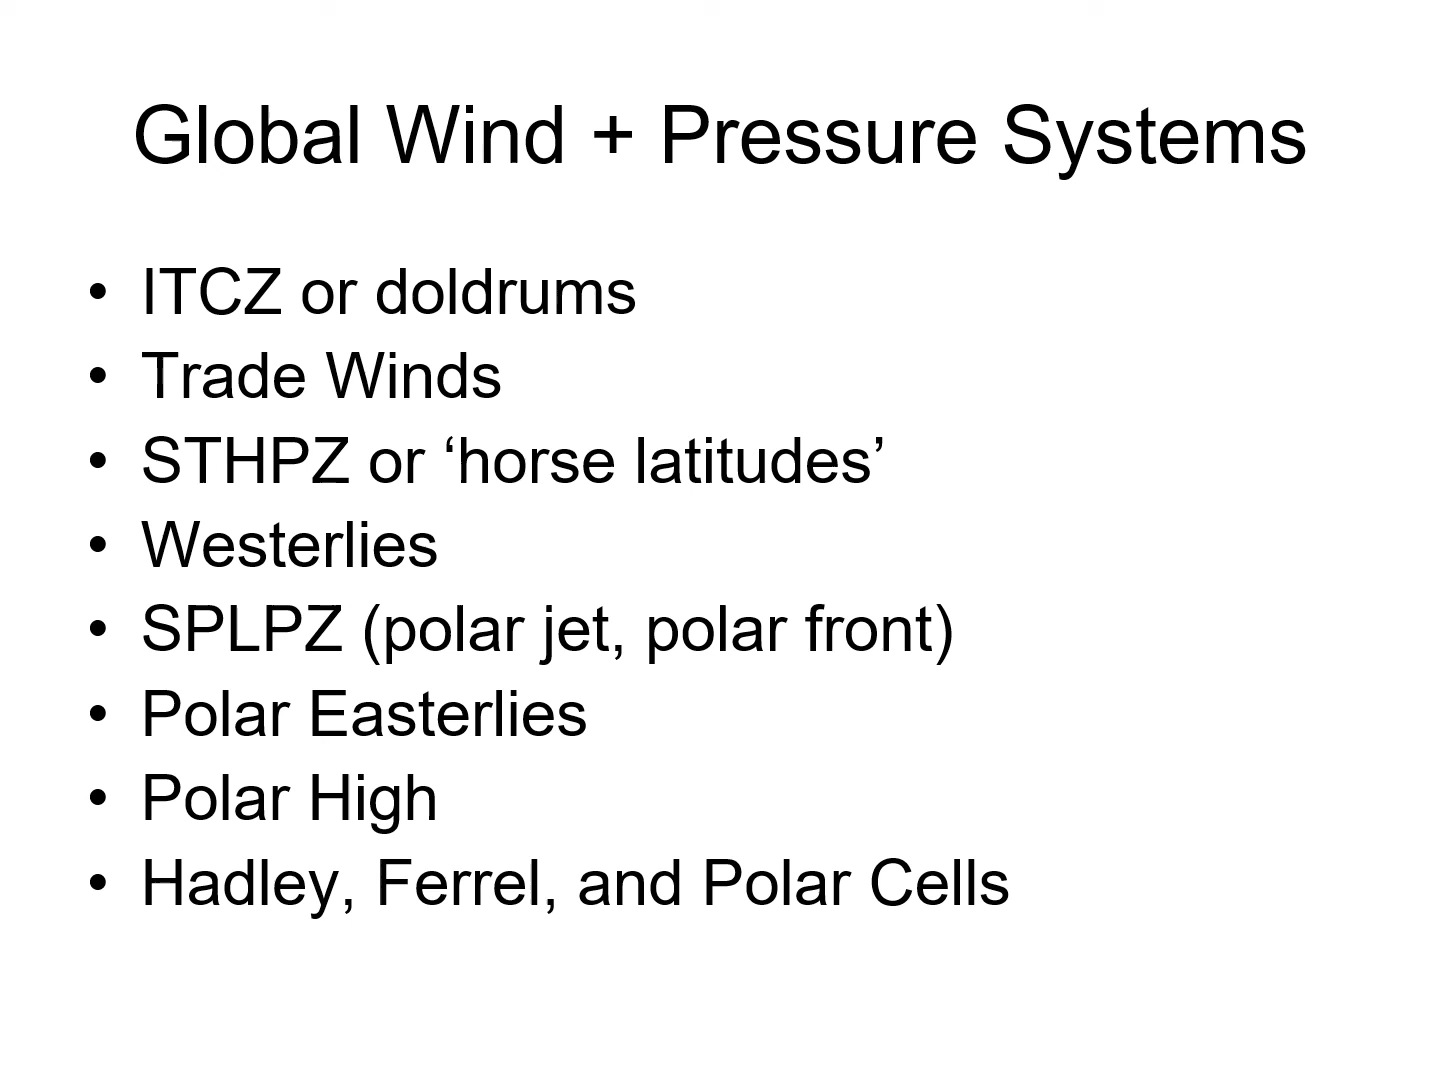 Global Wind + Pressure Systems
• ITCZ or doldrums
• Trade Winds
• STHPZ or ‘horse latitudes’
• Westerlies
• SPLPZ (polar jet, polar front)
• Polar Easterlies
• Polar High
• Hadley, Ferrel, and Polar Cells